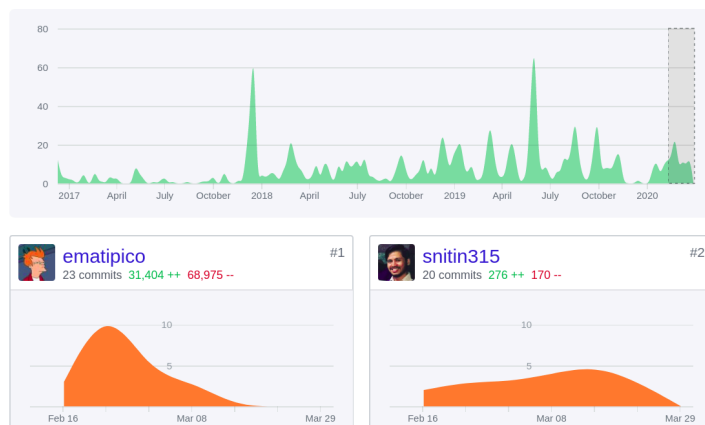 80
60
40
20
0
2017 April July October 2018 April July October 2019 April July October 2020
ematipico #1
23 commits 31,404 ++ 68,975 --
10
5
Feb 16 Mar 08 Mar 29
snitin315 #2
20 commits 276 ++ 170 --
10
5
Feb 16 Mar 08 Mar 29